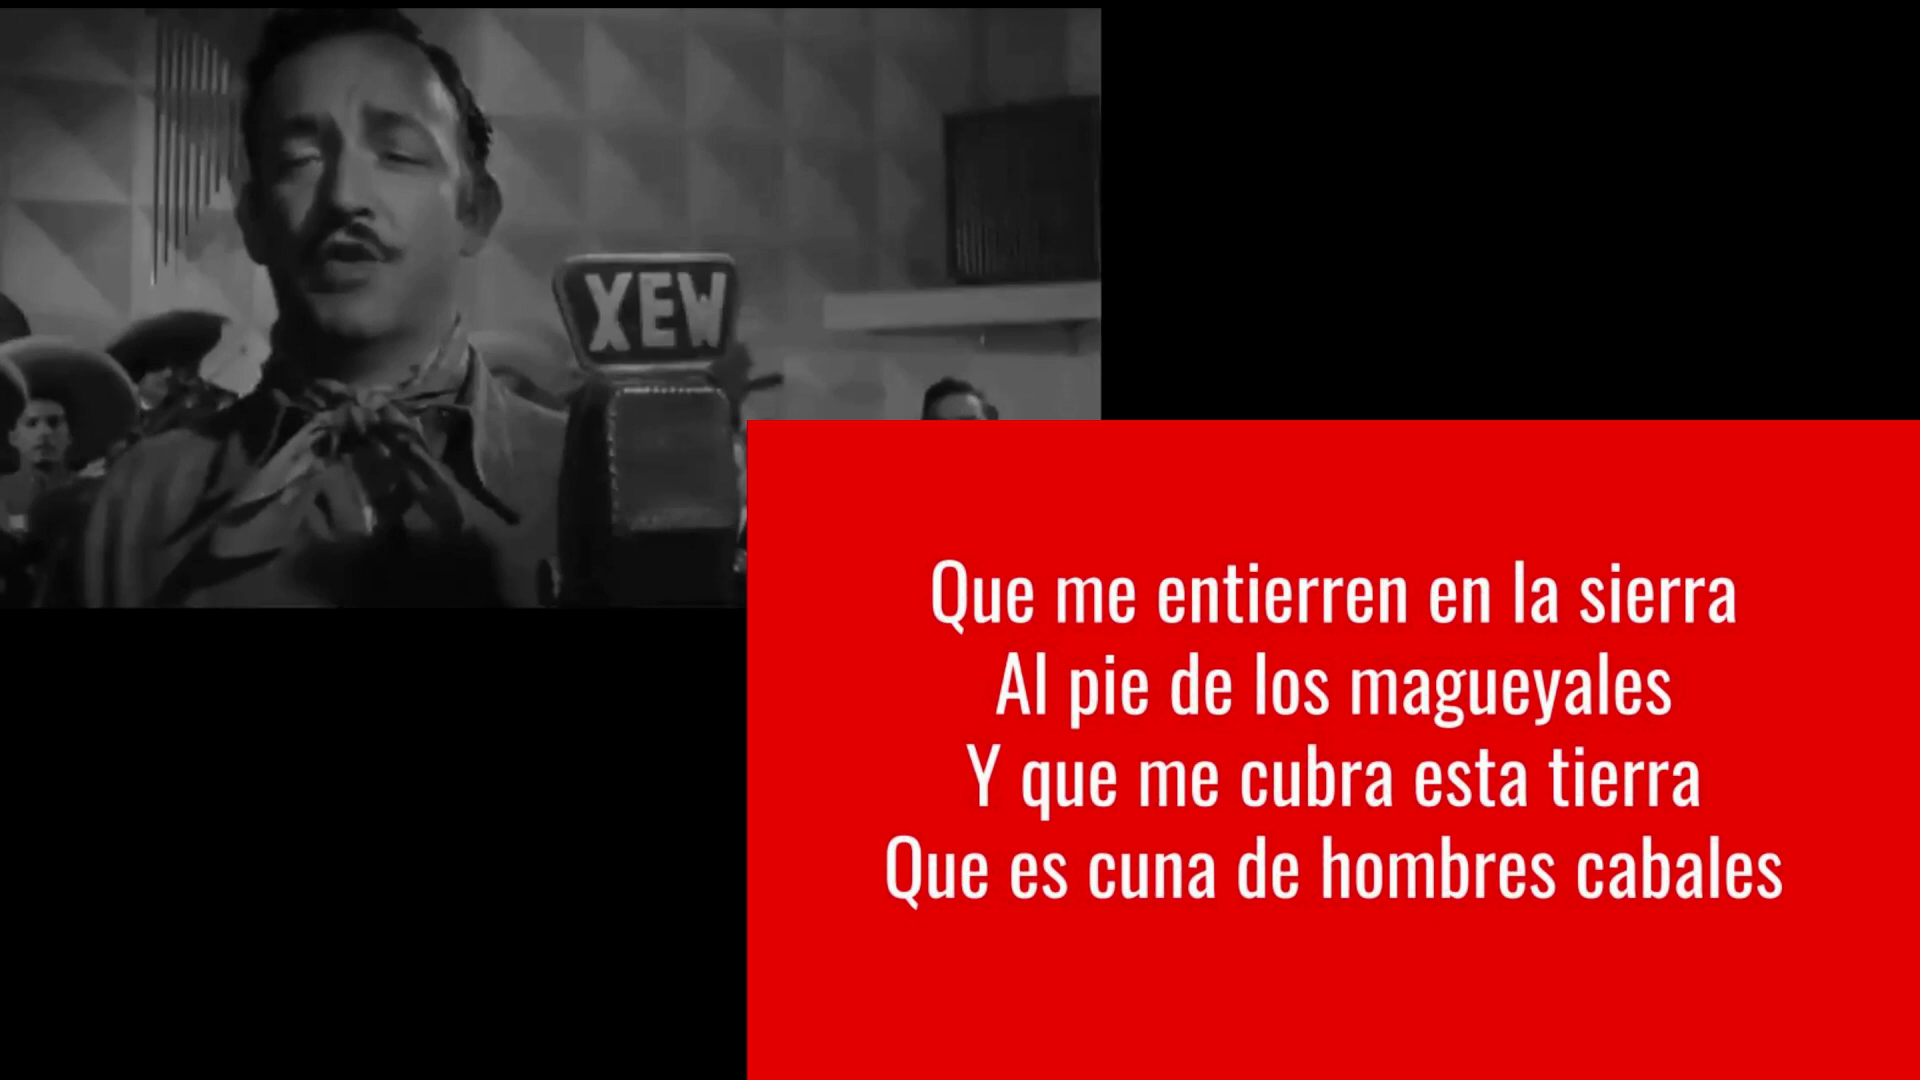 XEW
Que me entierren en la sierra
Al pie de los magueyales
Y que me cubra esta tierra
Que es cuna de hombres cabales